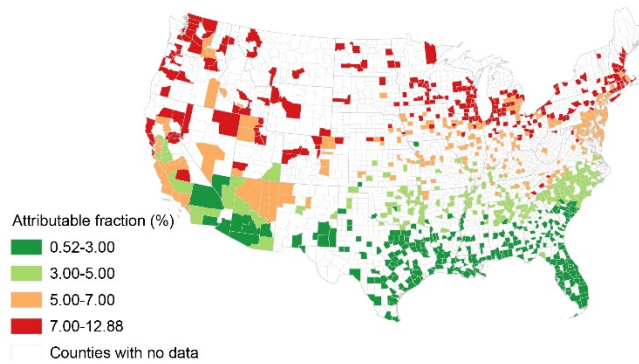 Attributable fraction (%)
0.52-3.00
3.00-5.00
5.00-7.00
7.00-12.88
Counties with no data